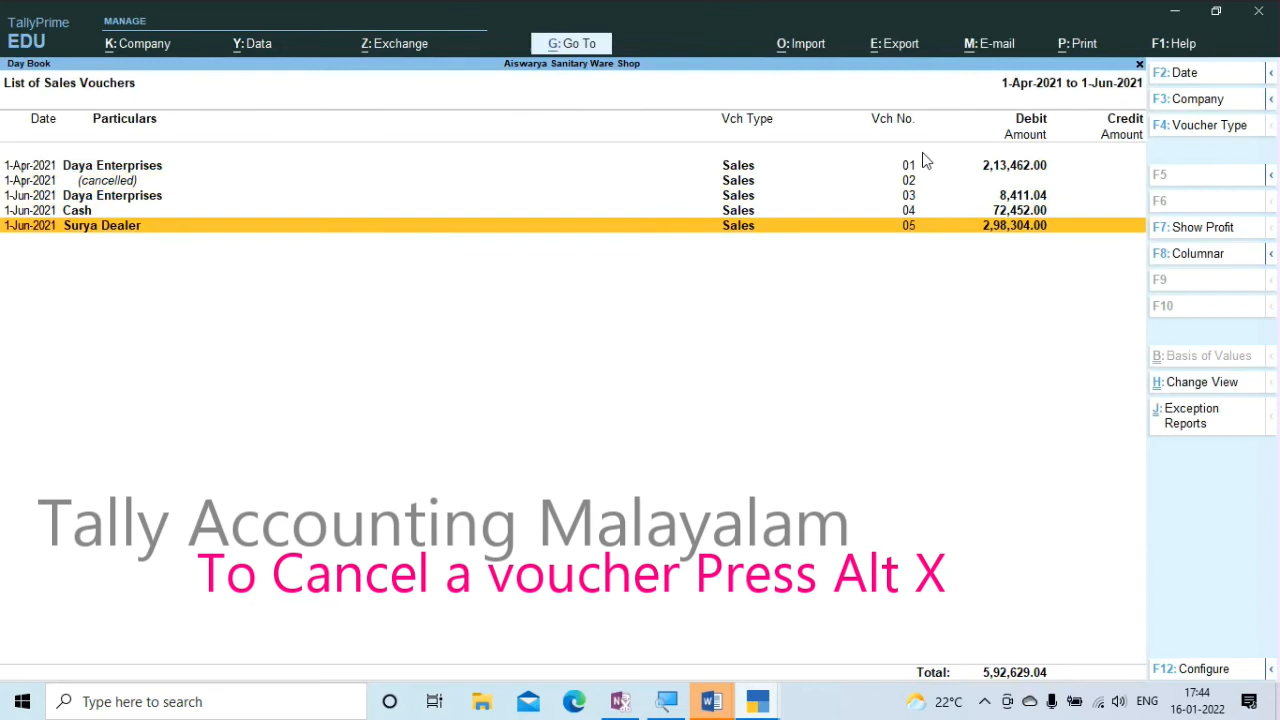 TallyPrime
EDU
MANAGE
K: Company
Y: Data
Z: Exchange
G: Go To
O: Import
E: Export
M: E-mail
P: Print
F1: Help
Day Book
Aiswarya Sanitary Ware Shop
List of Sales Vouchers
1-Apr-2021 to 1-Jun-2021
Date Particulars Vch Type Vch No. Debit Credit
Amount Amount
1-Apr-2021 Daya Enterprises Sales 01 2,13,462.00
1-Apr-2021 (cancelled) Sales 02
1-Jun-2021 Daya Enterprises Sales 03 8,411.04
1-Jun-2021 Cash Sales 04 72,452.00
1-Jun-2021 Surya Dealer Sales 05 2,98,304.00
Tally Accounting Malayalam
To Cancel a voucher Press Alt X
Total: 5,92,629.04
F2: Date
F3: Company
F4: Voucher Type
F5
F6
F7: Show Profit
F8: Columnar
F9
F10
B: Basis of Values
H: Change View
J: Exception
Reports
F12: Configure
Type here to search
22°C
ENG
17:44
16-01-2022